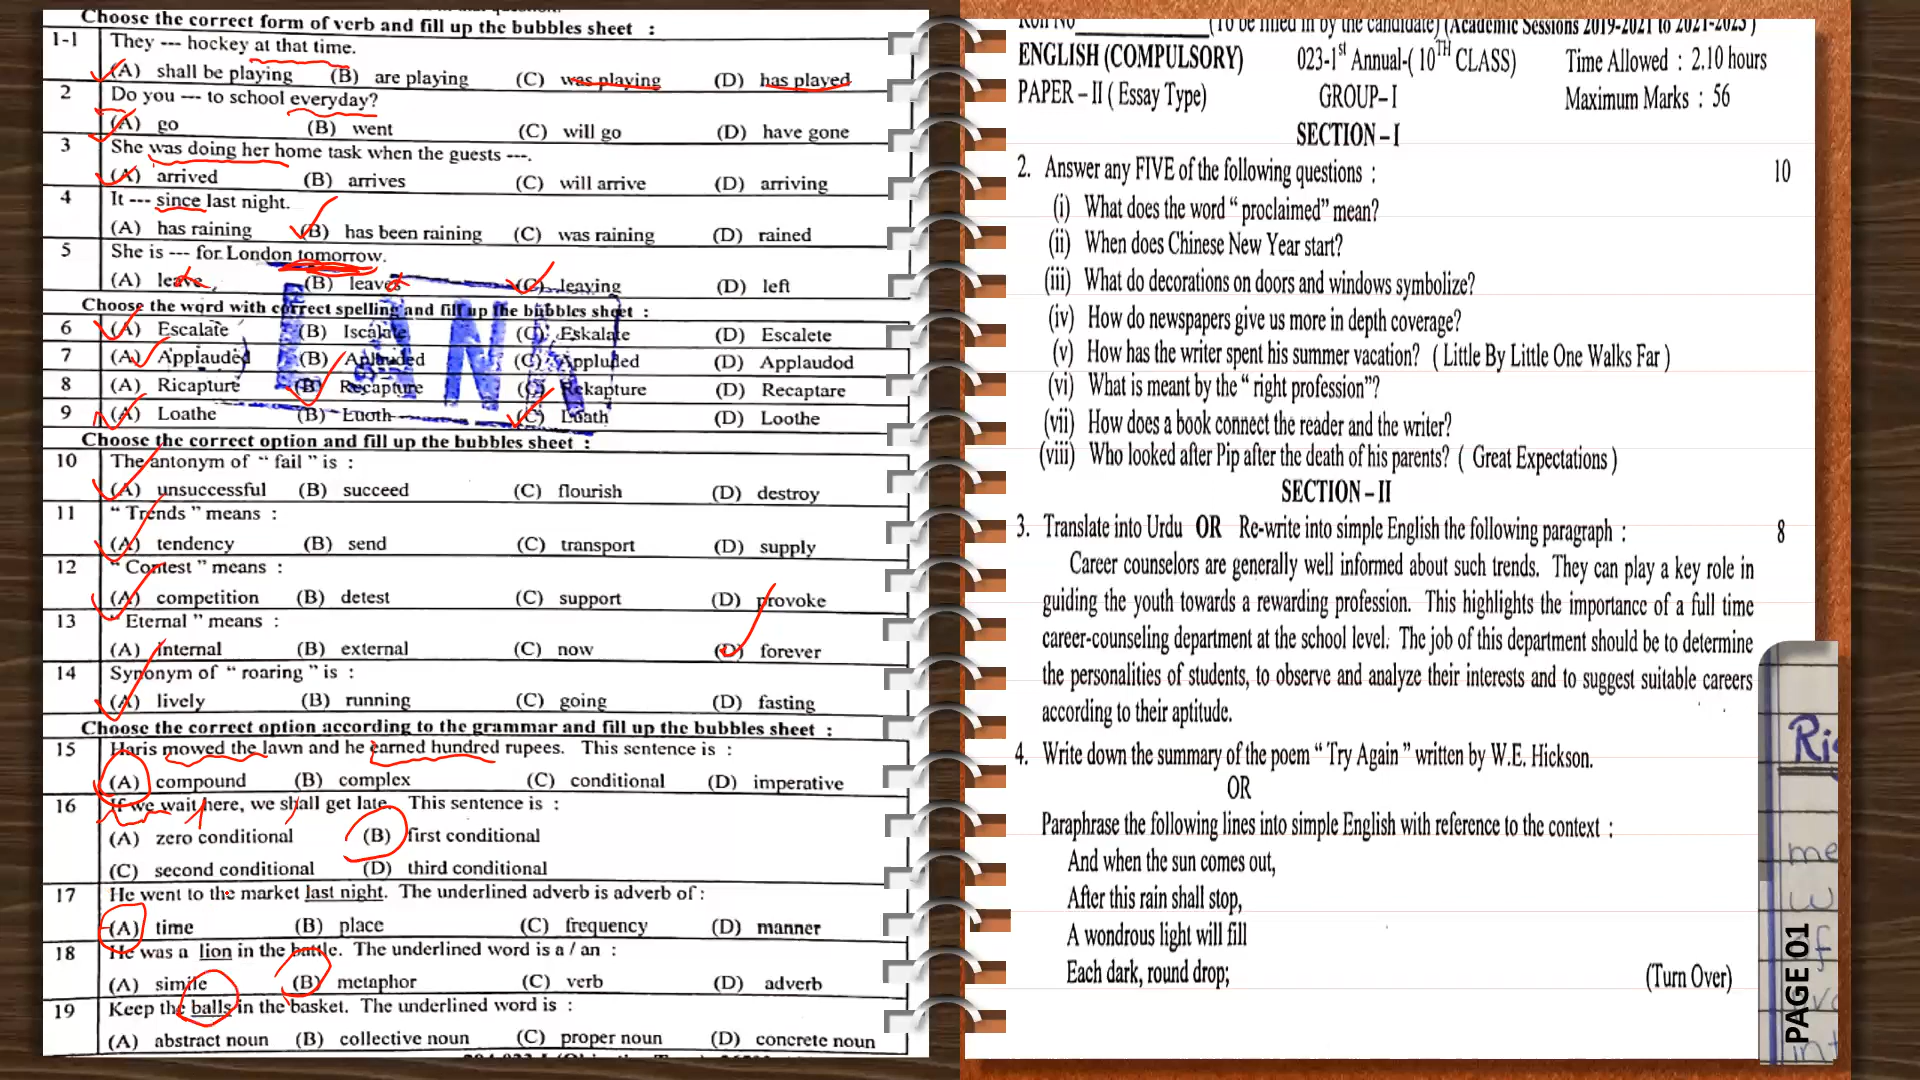 Choose the correct form of verb and fill up the bubbles sheet :
1-1 They --- hockey at that time.
(A) shall be playing (B) are playing (C) was playing (D) has played
2 Do you --- to school everyday?
(A) go (B) went (C) will go (D) have gone
3 She was doing her home task when the guests ---.
(A) arrived (B) arrives (C) will arrive (D) arriving
4 It --- since last night.
(A) has raining (B) has been raining (C) was raining (D) rained
5 She is --- for London tomorrow.
(A) leave (B) leaves (C) leaving (D) left
Choose the word with correct spelling and fill up the bubbles sheet :
6 (A) Escalate (B) Iscalate (C) Eskalate (D) Escalete
7 (A) Applauded (B) Aplauded (C) Appluded (D) Applaudod
8 (A) Ricapture (B) Recapture (C) Rekapture (D) Recaptare
9 (A) Loathe (B) Luoth (C) Loath (D) Loothe
Choose the correct option and fill up the bubbles sheet :
10 The antonym of " fail " is :
(A) unsuccessful (B) succeed (C) flourish (D) destroy
11 " Trends " means :
(A) tendency (B) send (C) transport (D) supply
12 " Contest " means :
(A) competition (B) detest (C) support (D) provoke
13 " Eternal " means :
(A) internal (B) external (C) now (D) forever
14 Synonym of " roaring " is :
(A) lively (B) running (C) going (D) fasting
Choose the correct option according to the grammar and fill up the bubbles sheet :
15 Haris mowed the lawn and he earned hundred rupees. This sentence is :
(A) compound (B) complex (C) conditional (D) imperative
16 If we wait here, we shall get late. This sentence is :
(A) zero conditional (B) first conditional
(C) second conditional (D) third conditional
17 He went to the market last night. The underlined adverb is adverb of :
(A) time (B) place (C) frequency (D) manner
18 He was a lion in the battle. The underlined word is a / an :
(A) simile (B) metaphor (C) verb (D) adverb
19 Keep the balls in the basket. The underlined word is :
(A) abstract noun (B) collective noun (C) proper noun (D) concrete noun
Roll No (To be filled in by the candidate) (Academic Sessions 2019-2021 to 2021-2023 )
ENGLISH (COMPULSORY) 023-1st Annual-( 10TH CLASS) Time Allowed : 2.10 hours
PAPER – II ( Essay Type) GROUP– I Maximum Marks : 56
SECTION – I
2. Answer any FIVE of the following questions : 10
(i) What does the word " proclaimed" mean?
(ii) When does Chinese New Year start?
(iii) What do decorations on doors and windows symbolize?
(iv) How do newspapers give us more in depth coverage?
(v) How has the writer spent his summer vacation? ( Little By Little One Walks Far )
(vi) What is meant by the " right profession"?
(vii) How does a book connect the reader and the writer?
(viii) Who looked after Pip after the death of his parents? ( Great Expectations )
SECTION – II
3. Translate into Urdu OR Re-write into simple English the following paragraph : 8
Career counselors are generally well informed about such trends. They can play a key role in
guiding the youth towards a rewarding profession. This highlights the importance of a full time
career-counseling department at the school level. The job of this department should be to determine
the personalities of students, to observe and analyze their interests and to suggest suitable careers
according to their aptitude.
4. Write down the summary of the poem " Try Again " written by W.E. Hickson.
OR
Paraphrase the following lines into simple English with reference to the context :
And when the sun comes out,
After this rain shall stop,
A wondrous light will fill
Each dark, round drop;
(Turn Over)
PAGE 01